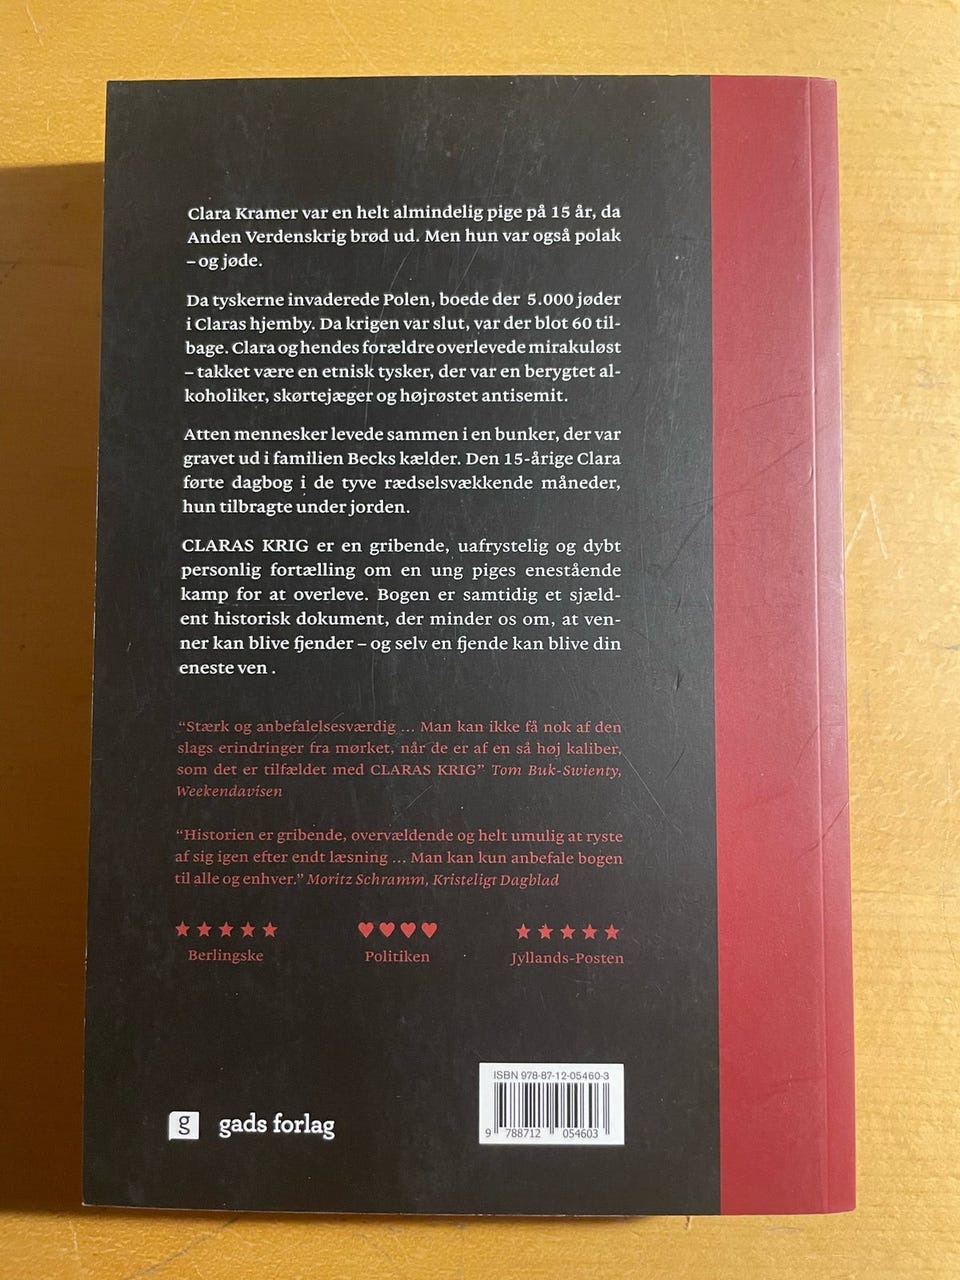 Clara Kramer var en helt almindelig pige på 15 år, da
Anden Verdenskrig brød ud. Men hun var også polak
– og jøde.
Da tyskerne invaderede Polen, boede der 5.000 jøder
i Claras hjemby. Da krigen var slut, var der blot 60 til-
bage. Clara og hendes forældre overlevede mirakuløst
– takket være en etnisk tysker, der var en berygtet al-
koholiker, skørtejæger og højrøstet antisemit.
Atten mennesker levede sammen i en bunker, der var
gravet ud i familien Becks kælder. Den 15-årige Clara
førte dagbog i de tyve rædselsvækkende måneder,
hun tilbragte under jorden.
CLARAS KRIG er en gribende, uafrystelig og dybt
personlig fortælling om en ung piges enestående
kamp for at overleve. Bogen er samtidig et sjæld-
ent historisk dokument, der minder os om, at ven-
ner kan blive fjender – og selv en fjende kan blive din
eneste ven .
“Stærk og anbefalelsesværdig ... Man kan ikke få nok af den
slags erindringer fra mørket, når de er af en så høj kaliber,
som det er tilfældet med CLARAS KRIG” Tom Buk-Swienty,
Weekendavisen
“Historien er gribende, overvældende og helt umulig at ryste
af sig igen efter endt læsning ... Man kan kun anbefale bogen
til alle og enhver.” Moritz Schramm, Kristeligt Dagblad
★★★★★ ♥♥♥♥ ★★★★★
Berlingske Politiken Jyllands-Posten
ISBN 978-87-12-05460-3
9 788712 054603
g gads forlag